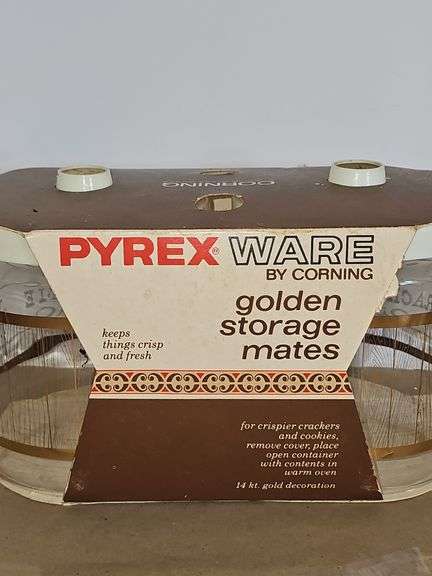 CORNING
PYREX® WARE
BY CORNING
golden
storage
mates
keeps
things crisp
and fresh
for crispier crackers
and cookies,
remove cover, place
open container
with contents in
warm oven
14 kt. gold decoration